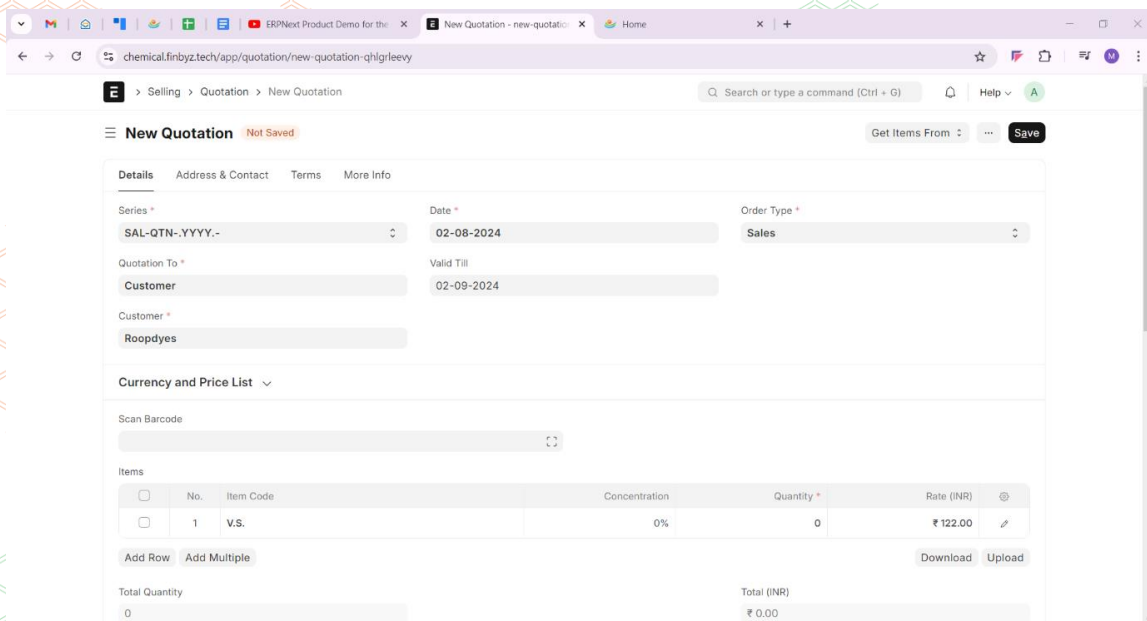 ERPNext Product Demo for the
New Quotation - new-quotatio
Home
chemical.finbyz.tech/app/quotation/new-quotation-qhlgrleevy
M
E > Selling > Quotation > New Quotation
Search or type a command (Ctrl + G)
Help
A
New Quotation Not Saved
Get Items From ... Save
Details Address & Contact Terms More Info
Series * Date * Order Type *
SAL-QTN-.YYYY.- 02-08-2024 Sales
Quotation To * Valid Till
Customer 02-09-2024
Customer *
Roopdyes
Currency and Price List
Scan Barcode
Items
No. Item Code Concentration Quantity * Rate (INR)
1 V.S. 0% 0 ₹ 122.00
Add Row Add Multiple Download Upload
Total Quantity Total (INR)
0 ₹ 0.00